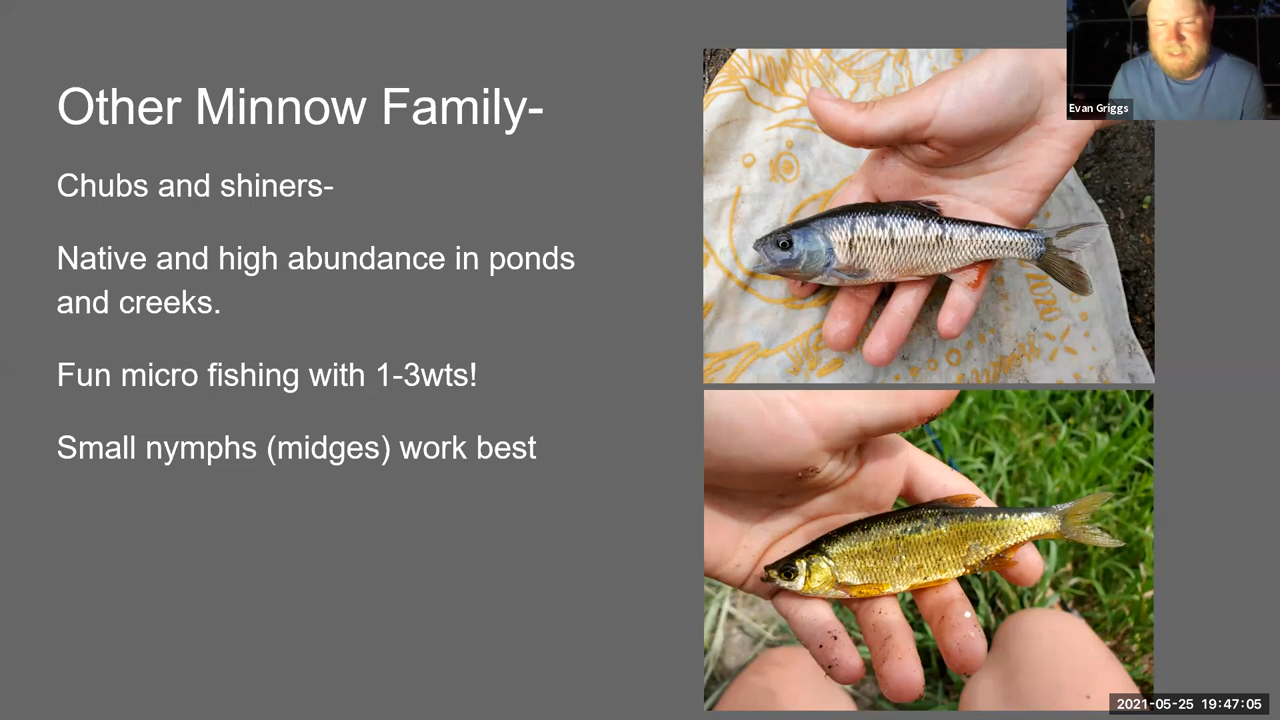 Other Minnow Family-
Chubs and shiners-
Native and high abundance in ponds
and creeks.
Fun micro fishing with 1-3wts!
Small nymphs (midges) work best
Evan Griggs
2020
2021-05-25 19:47:05